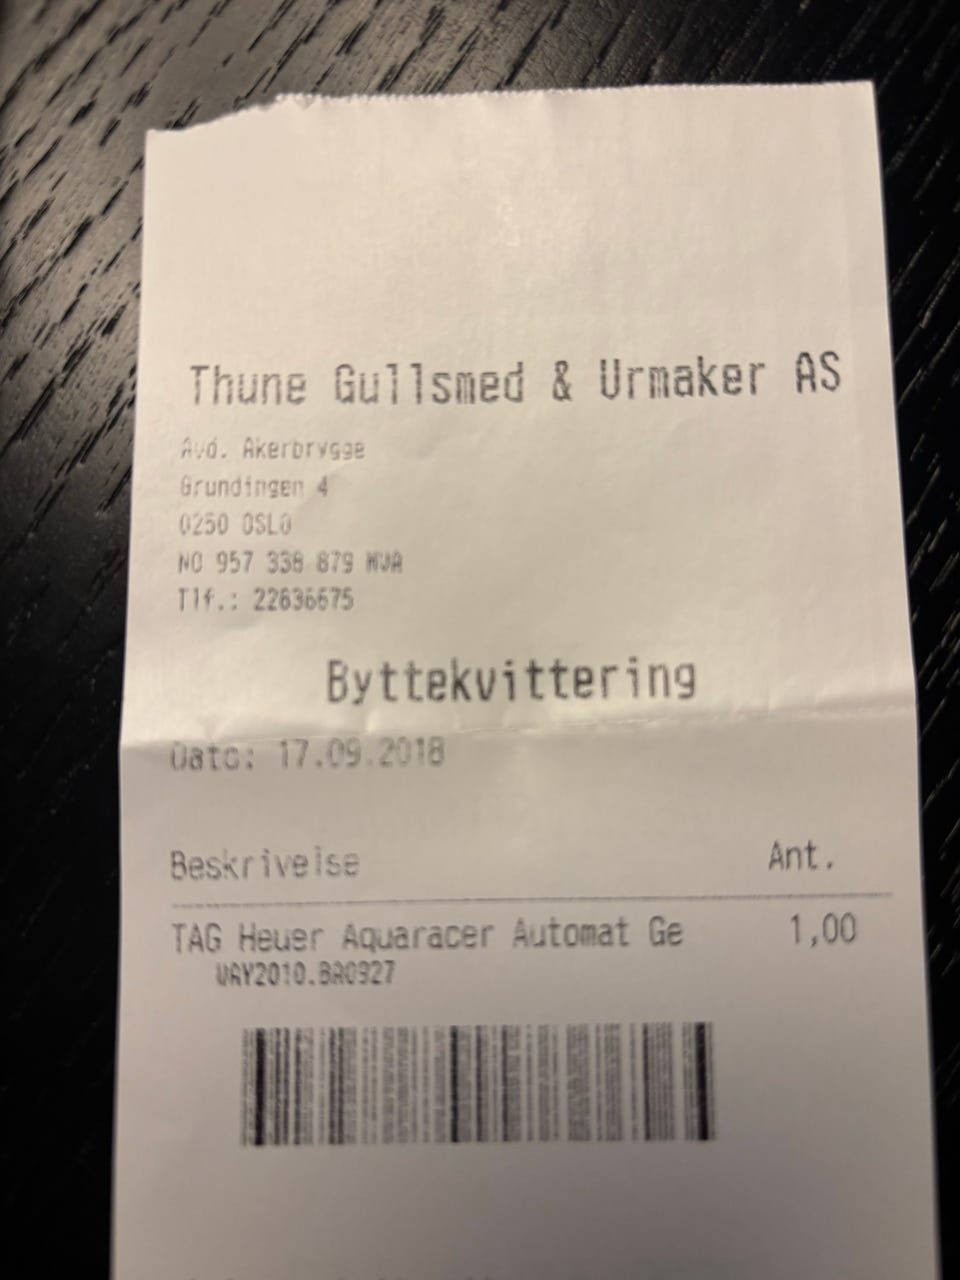 Thune Gullsmed & Urmaker AS
Avd. Akerbrygge
Grundingen 4
0250 OSLO
NO 957 338 879 MVA
Tlf.: 22636675
Byttekvittering
Dato: 17.09.2018
Beskrivelse Ant.
TAG Heuer Aquaracer Automat Ge 1,00
WAY2010.BA0927